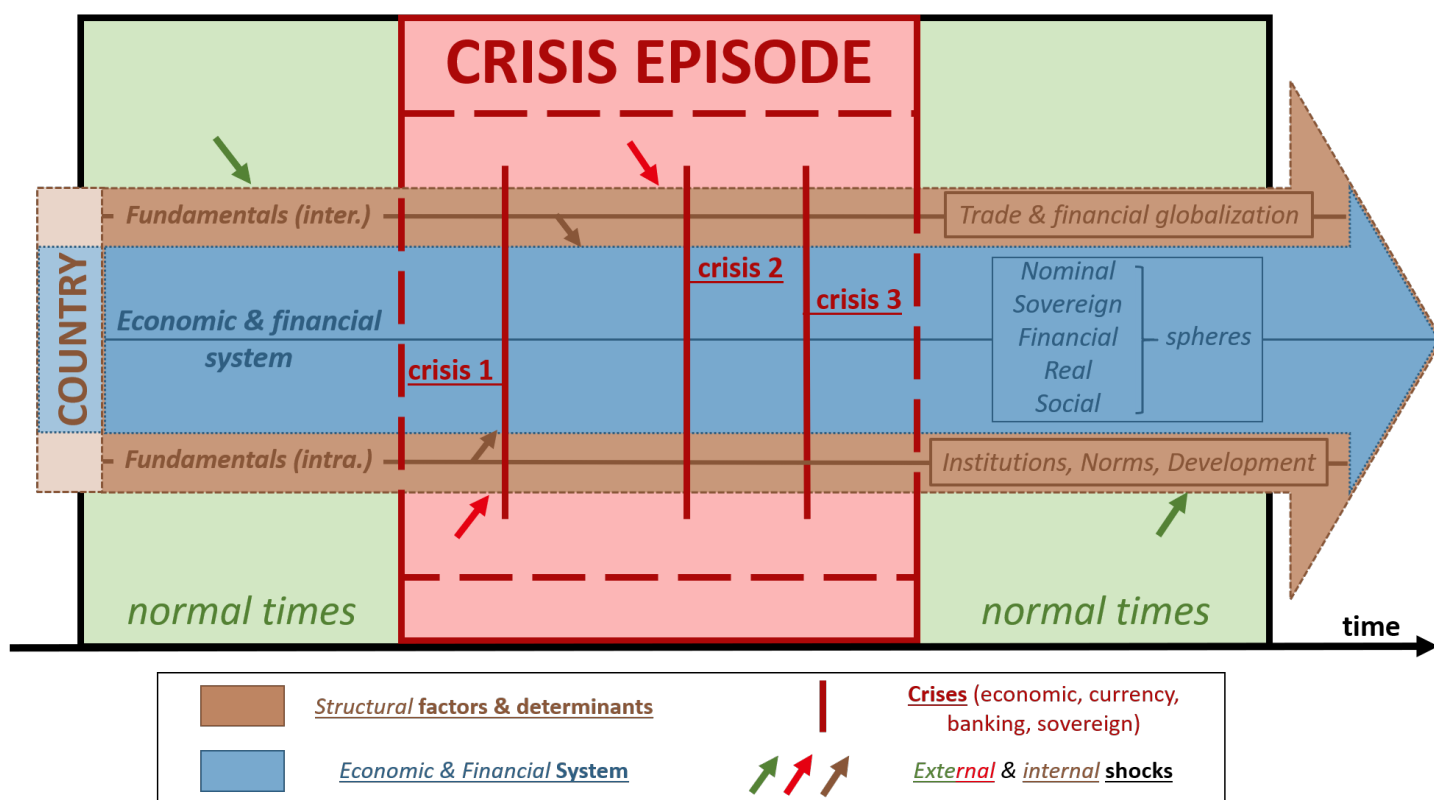 CRISIS EPISODE
COUNTRY
Fundamentals (inter.)
Trade & financial globalization
Economic & financial
system
crisis 1
crisis 2
crisis 3
Nominal
Sovereign
Financial
Real
Social
spheres
Fundamentals (intra.)
Institutions, Norms, Development
normal times
normal times
time
Structural factors & determinants
Crises (economic, currency,
banking, sovereign)
Economic & Financial System
External & internal shocks